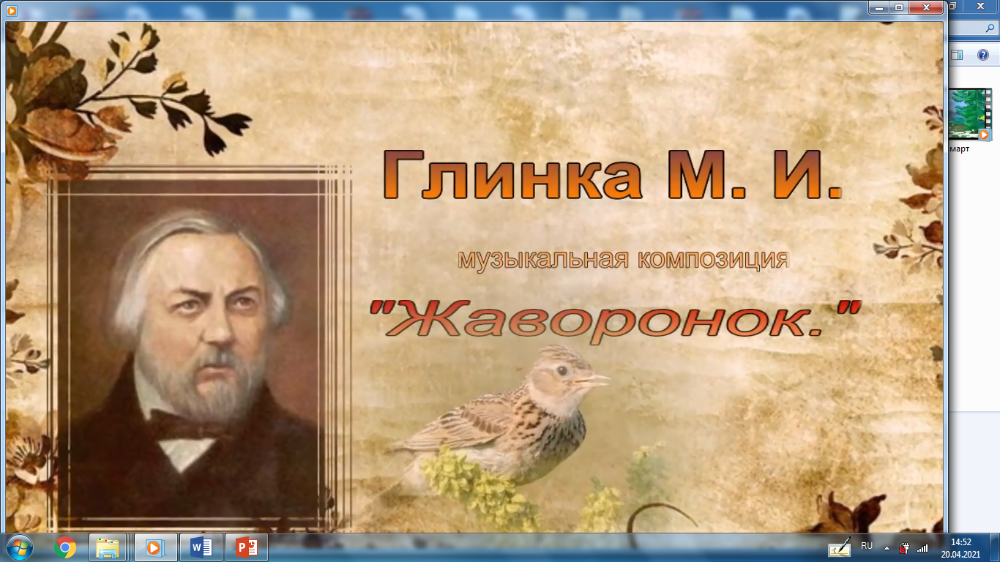 Глинка М. И.
музыкальная композиция
"Жаворонок."
март
RU
14:52
20.04.2021